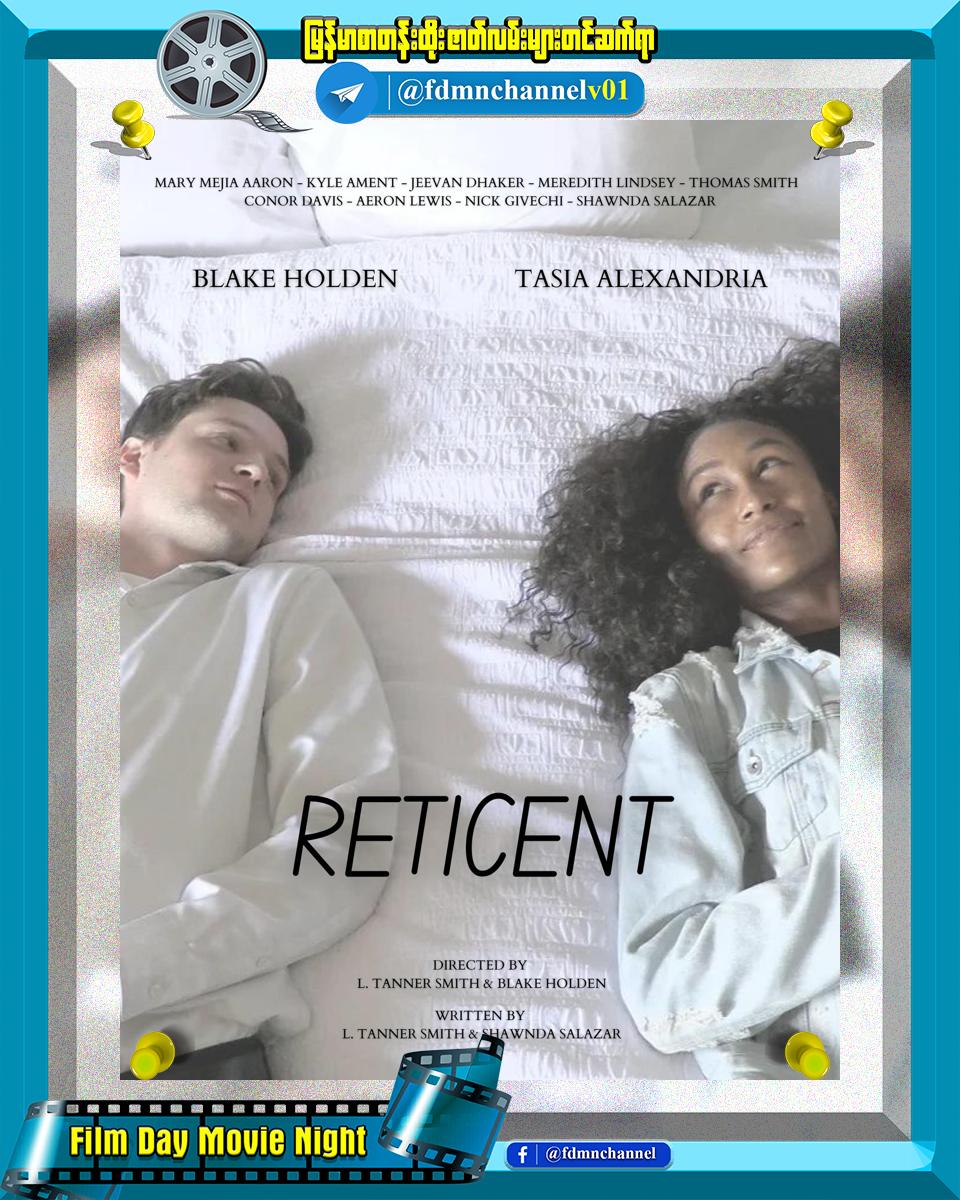 မြန်မာစာတန်းထိုးဇာတ်လမ်းများတင်ဆက်ရာ
@fdmnchannelv01
MARY MEJIA AARON - KYLE AMENT - JEEVAN DHAKER - MEREDITH LINDSEY - THOMAS SMITH
CONOR DAVIS - AERON LEWIS - NICK GIVECHI - SHAWNDA SALAZAR
BLAKE HOLDEN TASIA ALEXANDRIA
RETICENT
DIRECTED BY
L. TANNER SMITH & BLAKE HOLDEN
WRITTEN BY
L. TANNER SMITH & SHAWNDA SALAZAR
Film Day Movie Night
@fdmnchannel